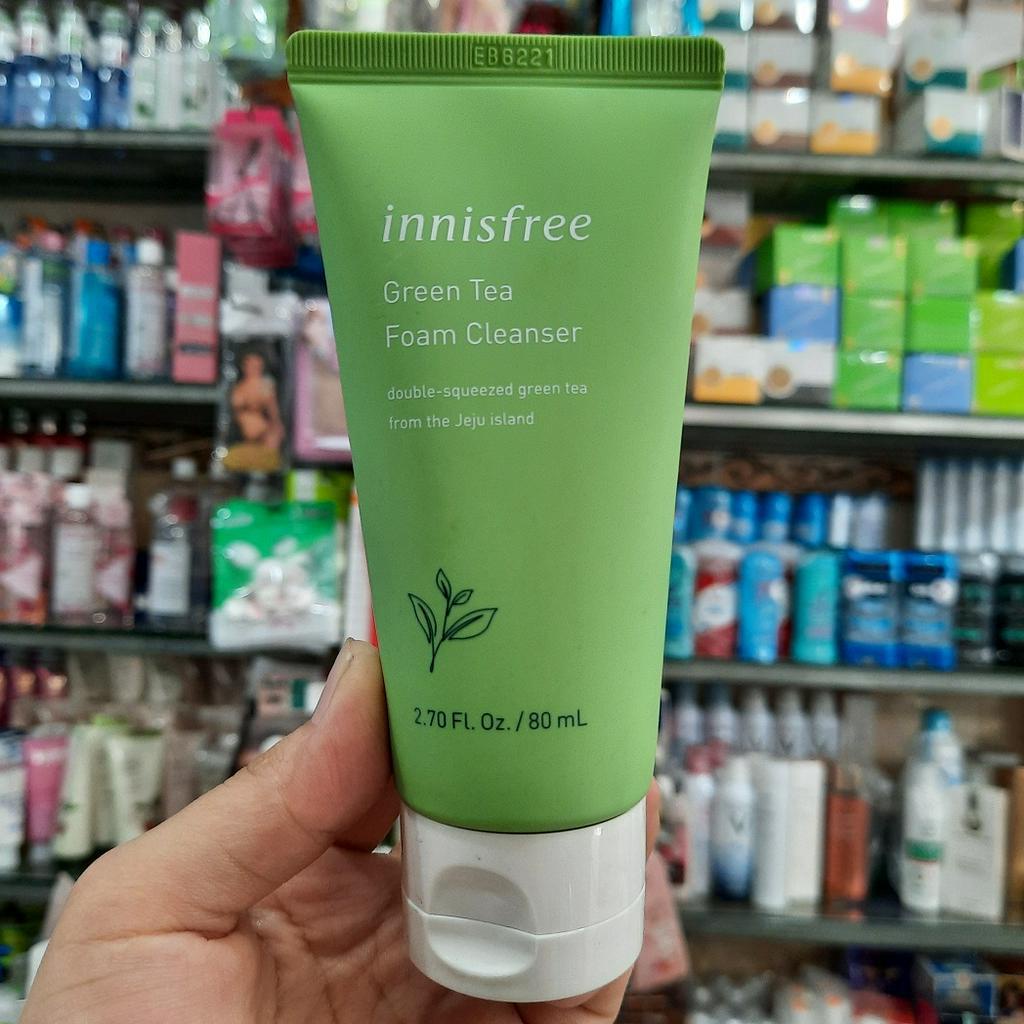 EB6221
innisfree
Green Tea
Foam Cleanser
double-squeezed green tea
from the Jeju island
2.70 Fl. Oz. / 80 mL